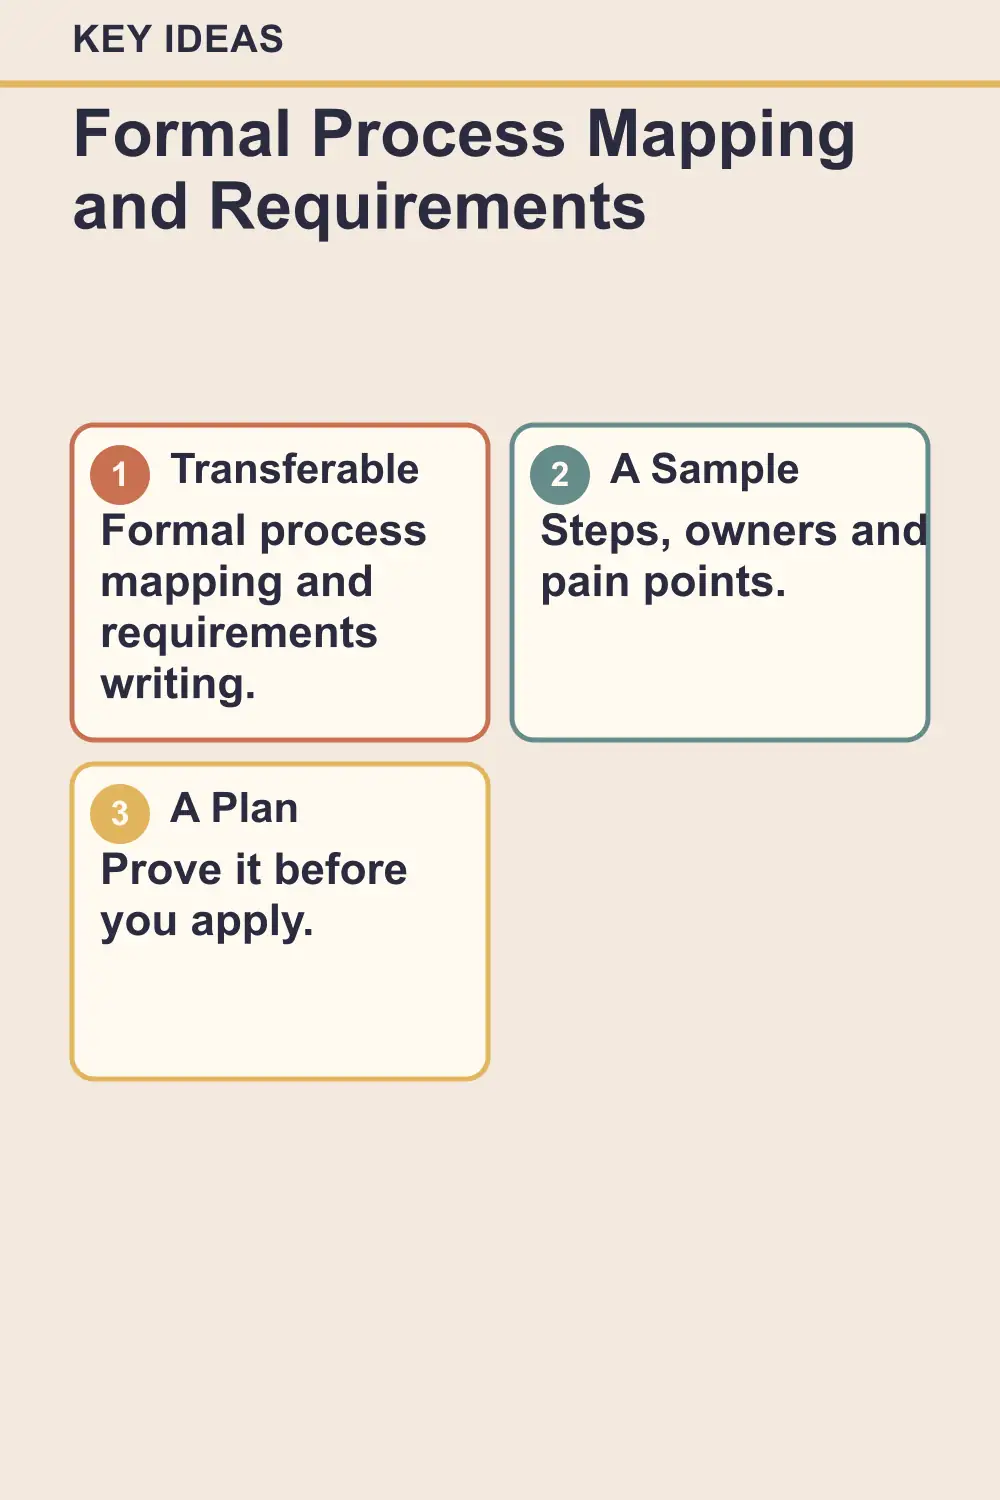 KEY IDEAS
Formal Process Mapping
and Requirements
1 Transferable
Formal process
mapping and
requirements
writing.
2 A Sample
Steps, owners and
pain points.
3 A Plan
Prove it before
you apply.